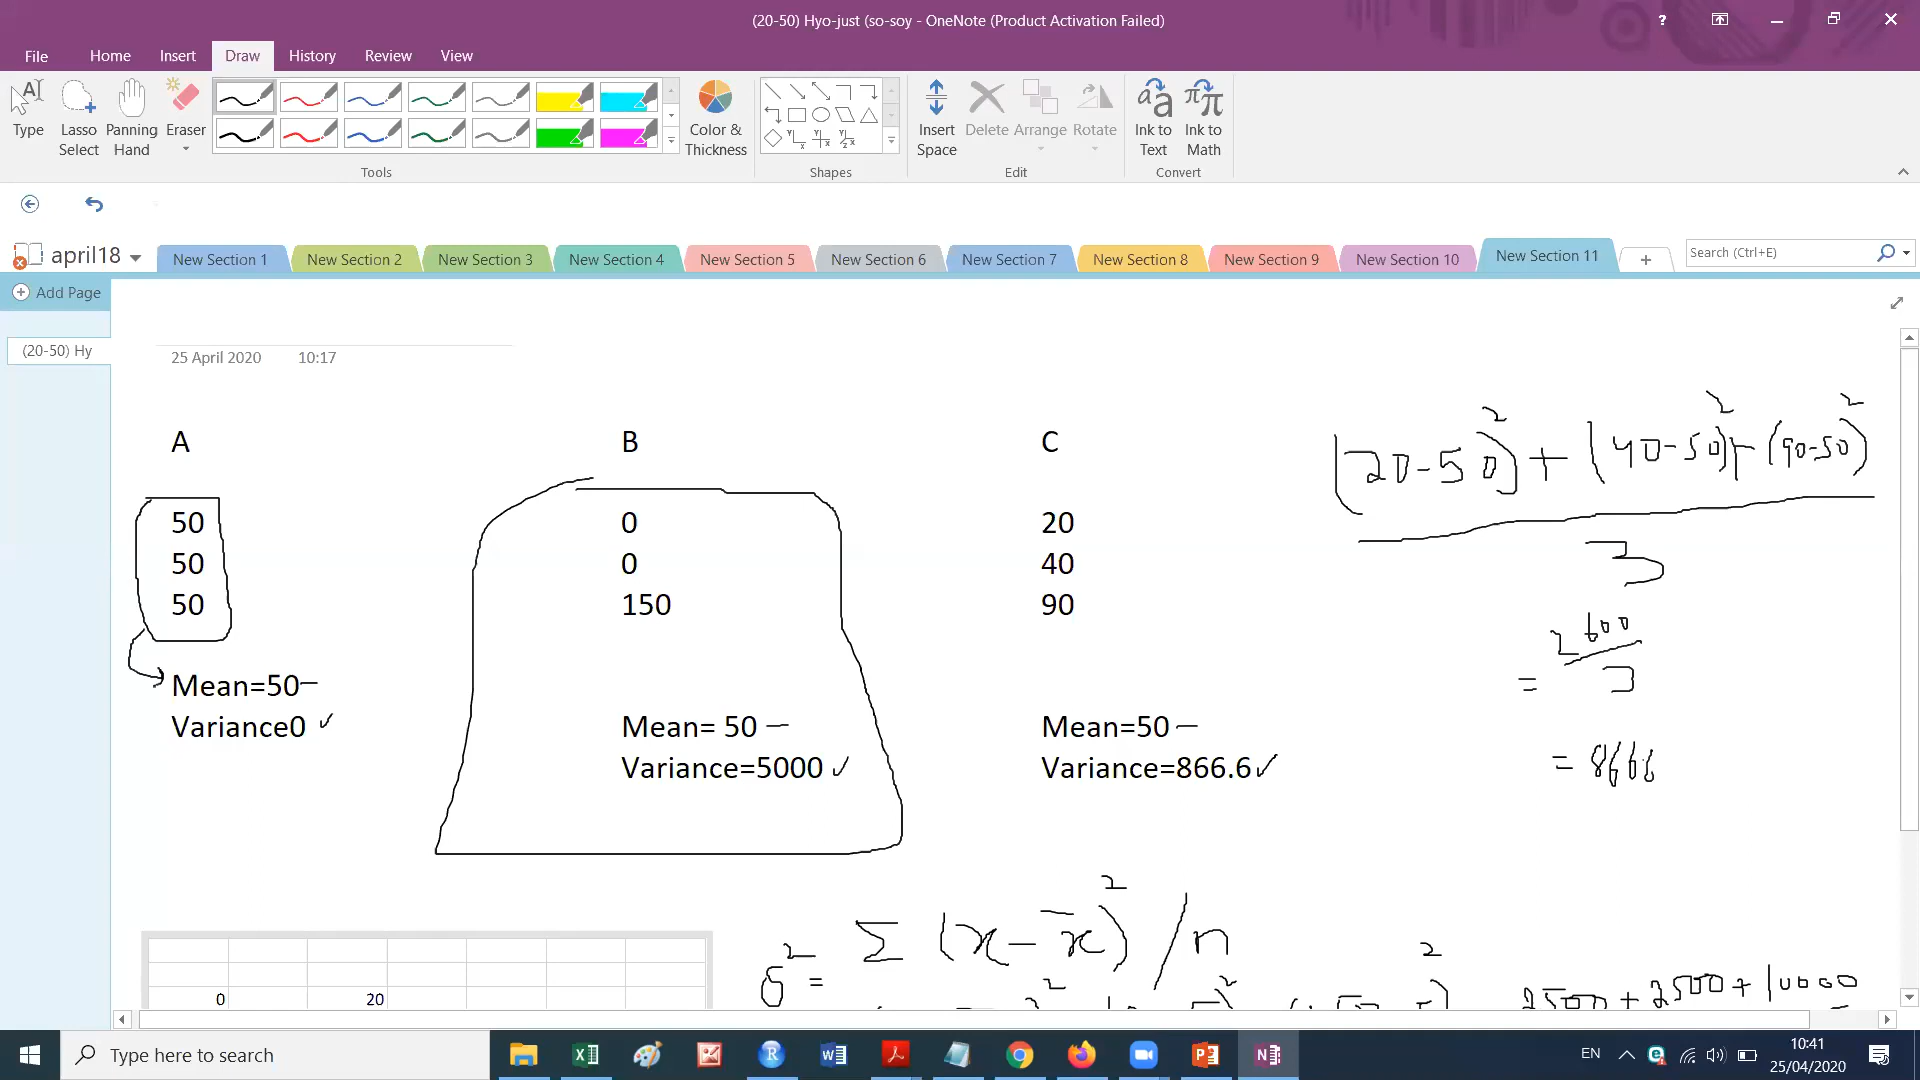 (20-50) Hyo-just (so-soy - OneNote (Product Activation Failed)
?
File Home Insert Draw History Review View
Type
Lasso Select
Panning Hand
Eraser
Color & Thickness
Insert Space
Delete
Arrange
Rotate
Ink to Text
Ink to Math
Tools Shapes Edit Convert
april18
New Section 1 New Section 2 New Section 3 New Section 4 New Section 5 New Section 6 New Section 7 New Section 8 New Section 9 New Section 10 New Section 11 +
Search (Ctrl+E)
Add Page
(20-50) Hy
25 April 2020 10:17
A B C
50 0 20
50 0 40
50 150 90
Mean=50-
Variance0 ✓
Mean= 50 -
Variance=5000 ✓
Mean=50 -
Variance=866.6 ✓
(20-50)² + (40-50)² + (90-50)²
3
= 2600
3
= 866.6
σ² = Σ (x - x̄)² / n
2500 + 2500 + 10000
0 20
Type here to search
EN
10:41
25/04/2020